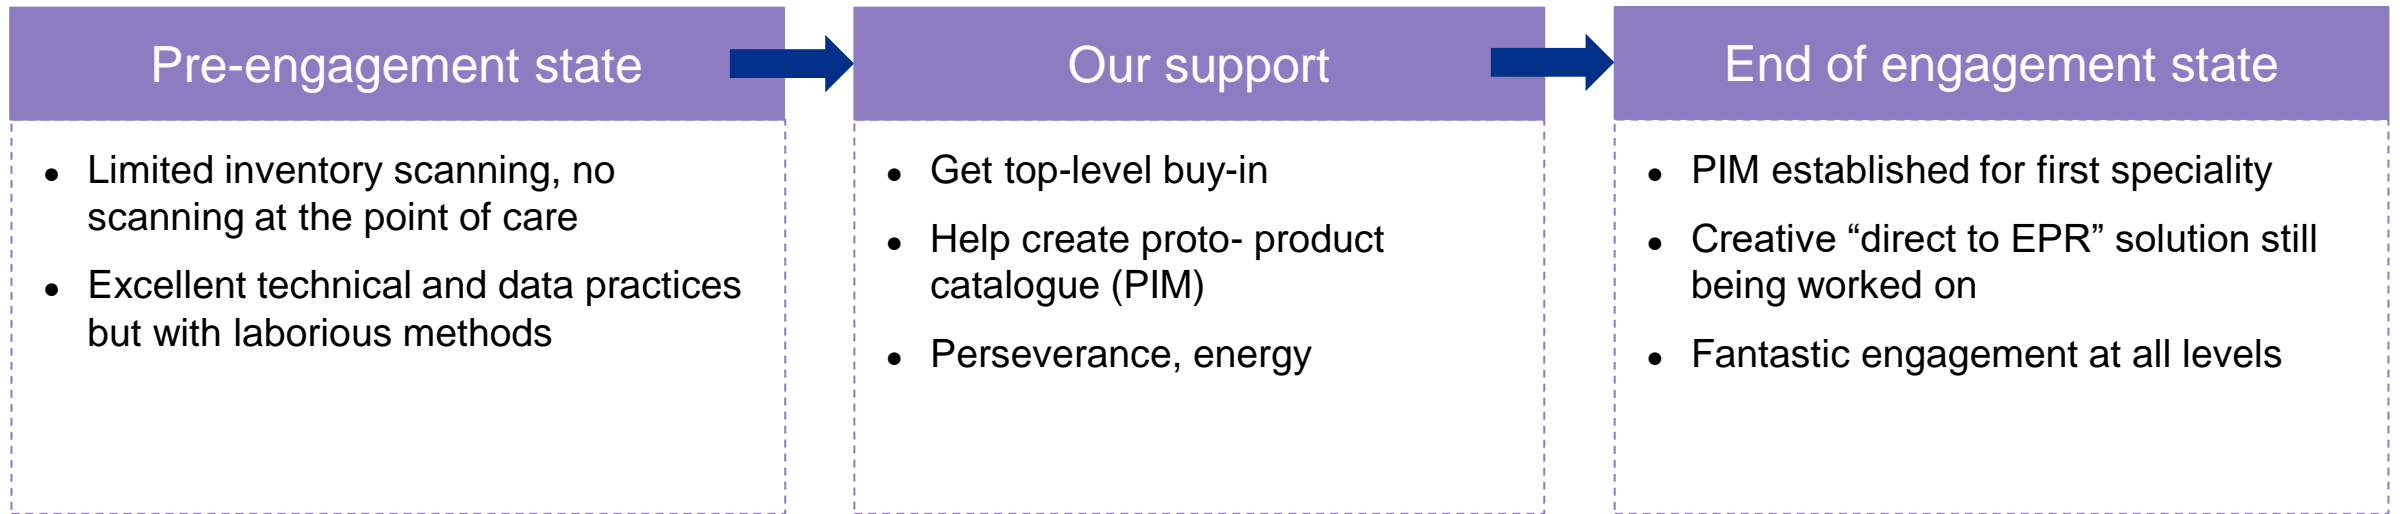 Pre-engagement state
● Limited inventory scanning, no
scanning at the point of care
● Excellent technical and data practices
but with laborious methods
Our support
● Get top-level buy-in
● Help create proto- product
catalogue (PIM)
● Perseverance, energy
End of engagement state
● PIM established for first speciality
● Creative “direct to EPR” solution still
being worked on
● Fantastic engagement at all levels